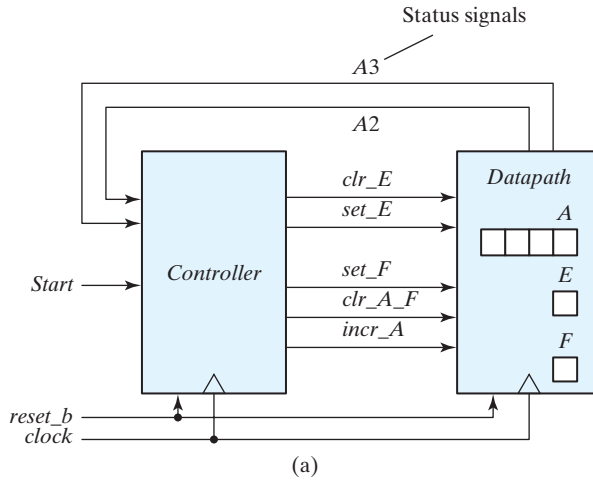 Status signals
A3
A2
clr_E
Datapath
set_E
A
Controller
Start
set_F
E
clr_A_F
incr_A
F
reset_b
clock
(a)